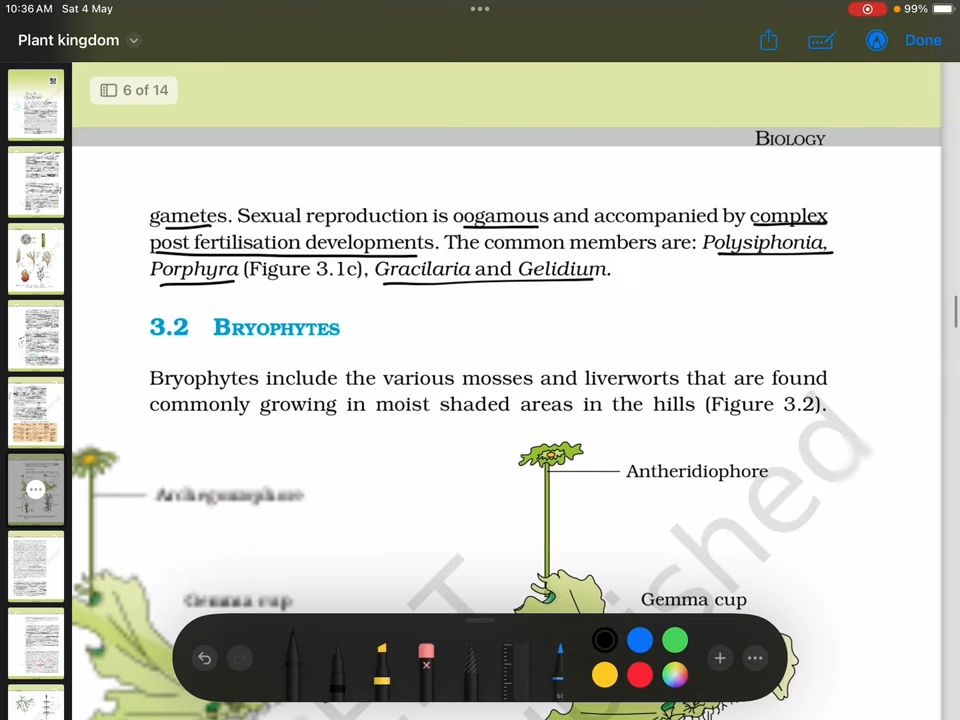 10:36 AM Sat 4 May
99%
Plant kingdom
Done
6 of 14
BIOLOGY
gametes. Sexual reproduction is oogamous and accompanied by complex
post fertilisation developments. The common members are: Polysiphonia,
Porphyra (Figure 3.1c), Gracilaria and Gelidium.
3.2 BRYOPHYTES
Bryophytes include the various mosses and liverworts that are found
commonly growing in moist shaded areas in the hills (Figure 3.2).
Antheridiophore
Archegoniophore
Gemma cup
Gemma cup